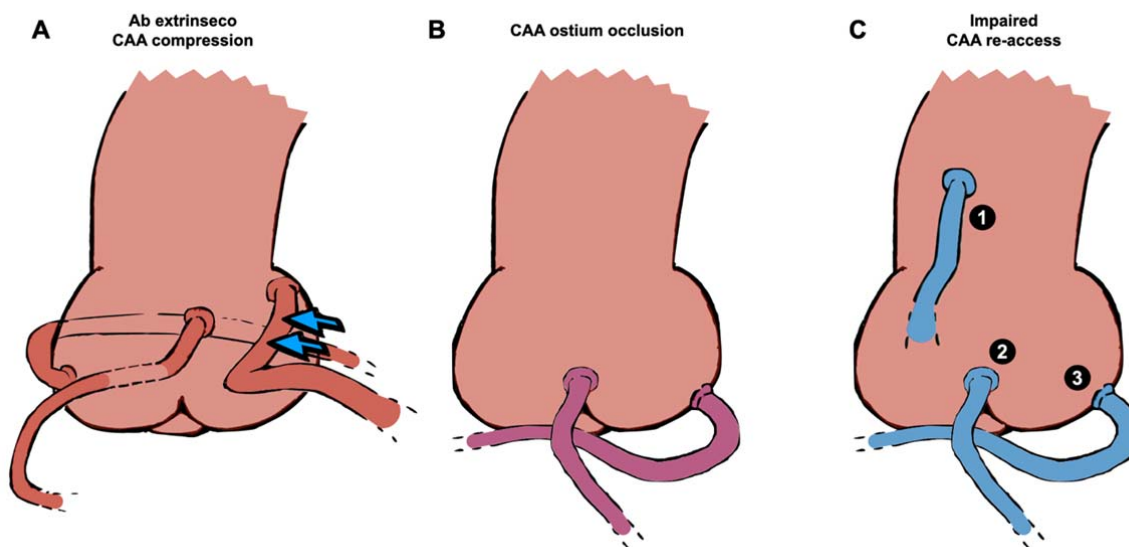 A
Ab extrinseco
CAA compression
B
CAA ostium occlusion
C
Impaired
CAA re-access
1
2
3